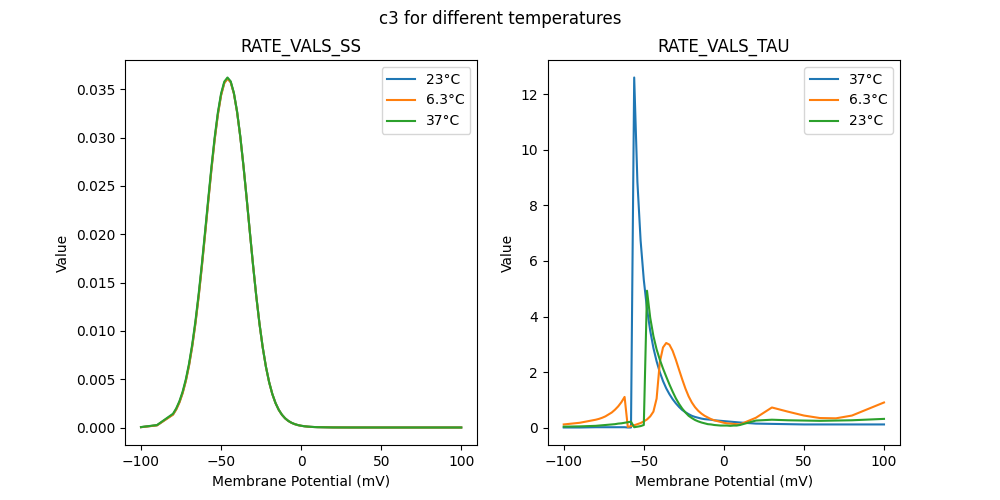 c3 for different temperatures
RATE_VALS_SS
RATE_VALS_TAU
23°C
6.3°C
37°C
37°C
6.3°C
23°C
Value
0.035
0.030
0.025
0.020
0.015
0.010
0.005
0.000
−100
−50
0
50
100
Membrane Potential (mV)
Value
12
10
8
6
4
2
0
−100
−50
0
50
100
Membrane Potential (mV)